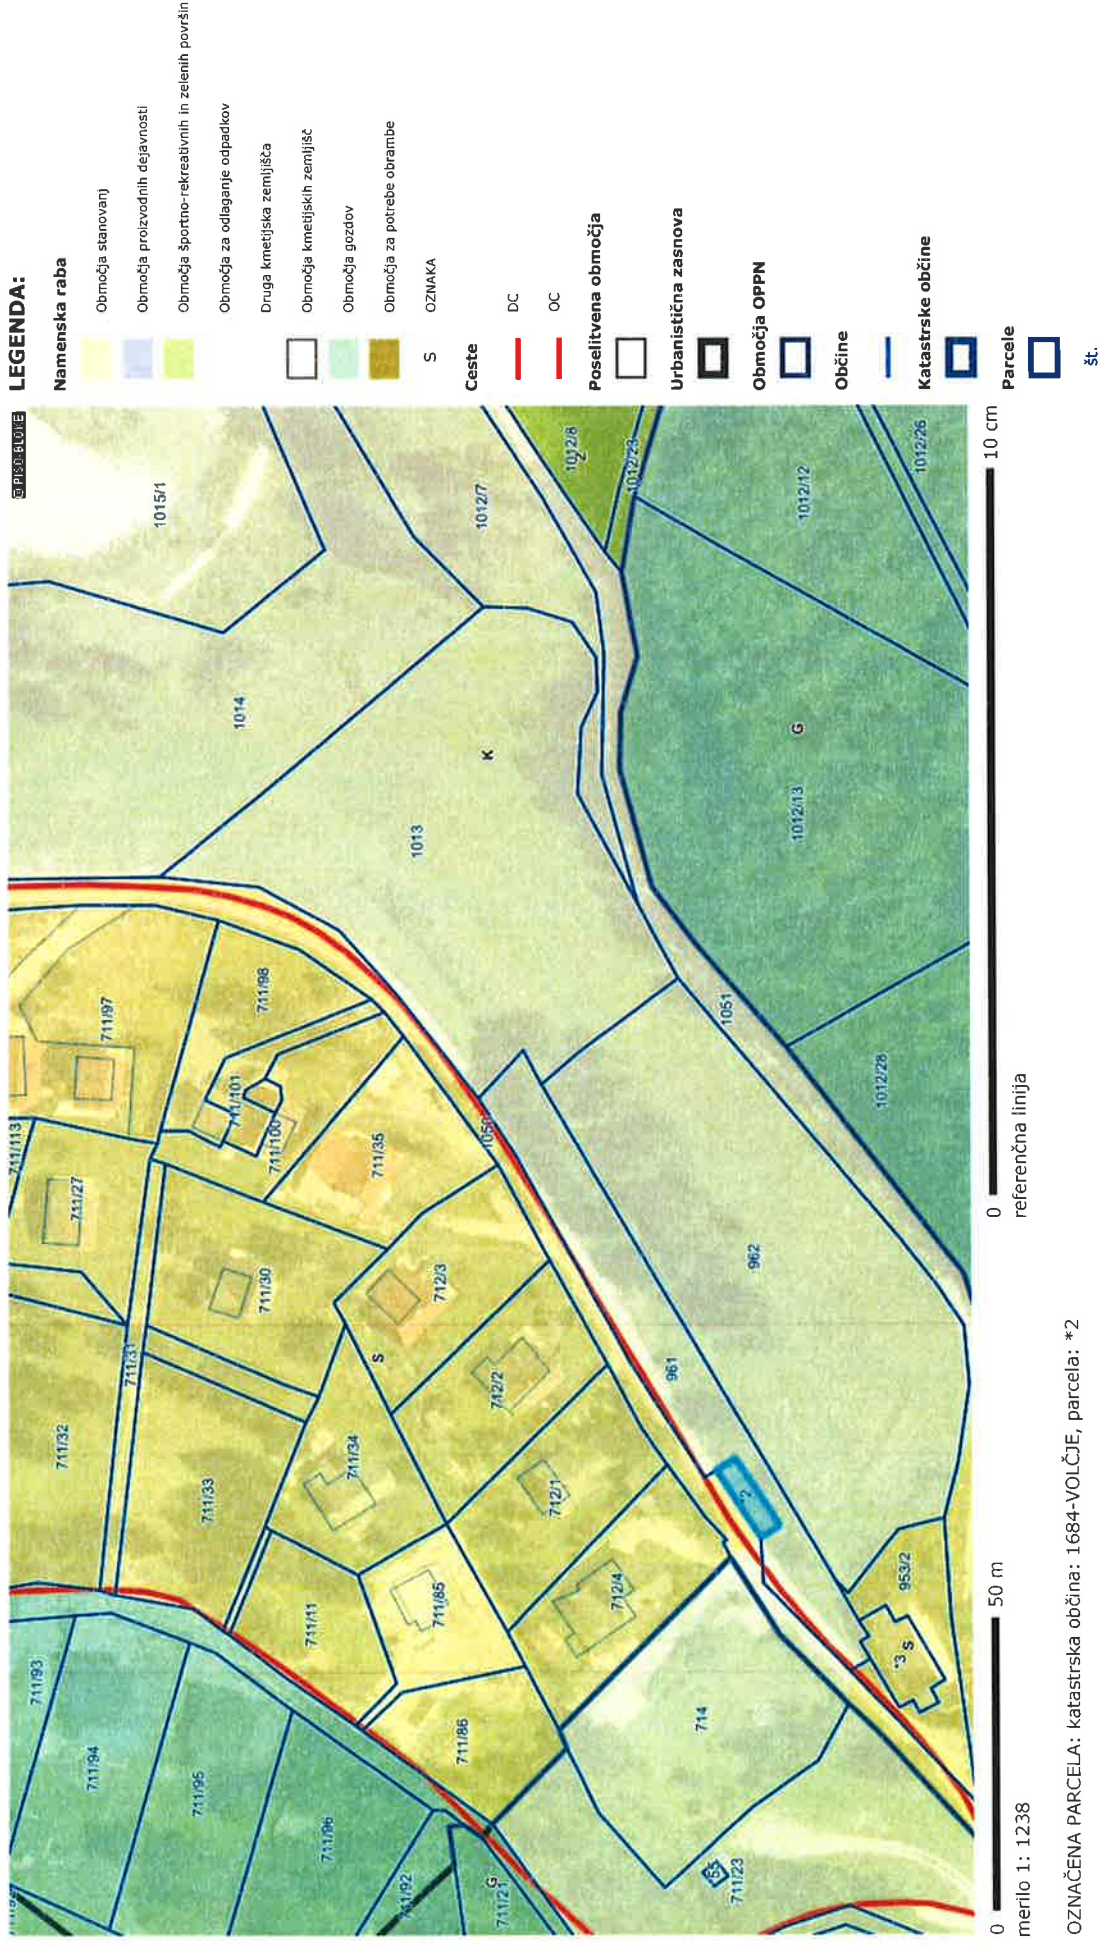 © PISO
LEGENDA:
Namenska raba
Območja stanovanj
Območja proizvodnih dejavnosti
Območja športno-rekreativnih in zelenih površin
Območja za odlaganje odpadkov
Druga kmetijska zemljišča
Območja kmetijskih zemljišč
Območja gozdov
Območja za potrebe obrambe
S OZNAKA
Ceste
DC
OC
Poselitvena območja
Urbanistična zasnova
Območja OPPN
Občine
Katastrske občine
Parcele
št.
711/93
711/94
711/95
711/96
711/92
G
711/21
711/32
711/31
711/33
711/11
711/86
711/85
711/34
S
711/113
711/27
711/30
711/97
711/98
711/101
711/100
711/35
712/3
712/2
712/1
712/4
714
711/23
*55
1015/1
1014
1013
K
1012/7
1012/8
Z
1012/23
1012/12
1012/26
G
1012/13
1012/28
1051
1050
962
961
*2
953/2
*3 S
0 50 m
merilo 1: 1238
0 10 cm
referenčna linija
OZNAČENA PARCELA: katastrska občina: 1684-VOLČJE, parcela: *2